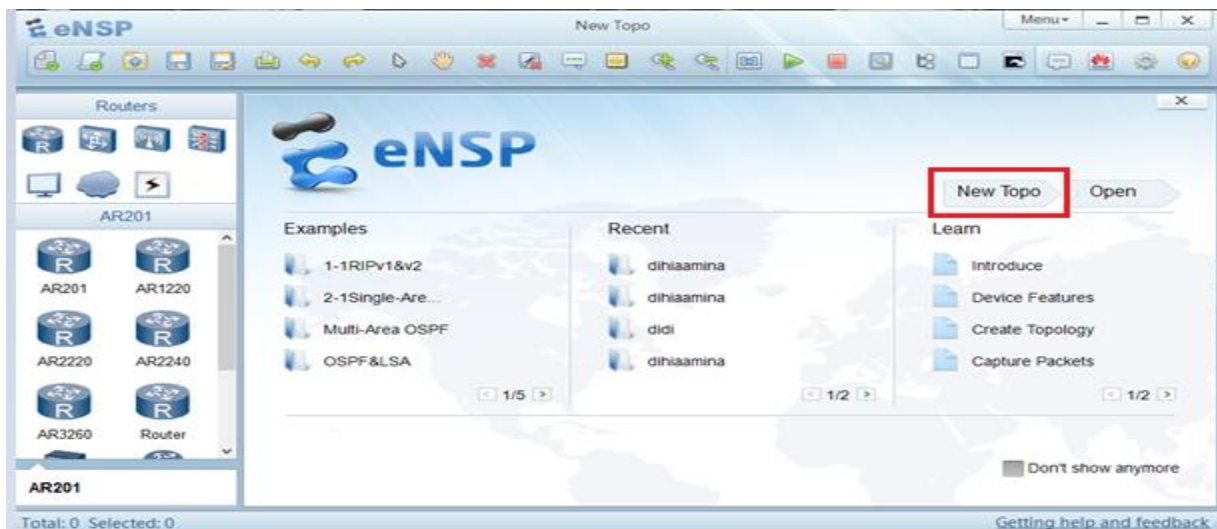 eNSP
New Topo
Menu
Routers
R
AR201
R
R
AR201
AR1220
R
R
AR2220
AR2240
R
R
AR3260
Router
AR201
Total: 0 Selected: 0
eNSP
New Topo
Open
Examples
1-1RIPv1&v2
2-1Single-Are...
Multi-Area OSPF
OSPF&LSA
1/5
Recent
dihiaamina
dihiaamina
didi
dihiaamina
1/2
Learn
Introduce
Device Features
Create Topology
Capture Packets
1/2
Don't show anymore
Getting help and feedback